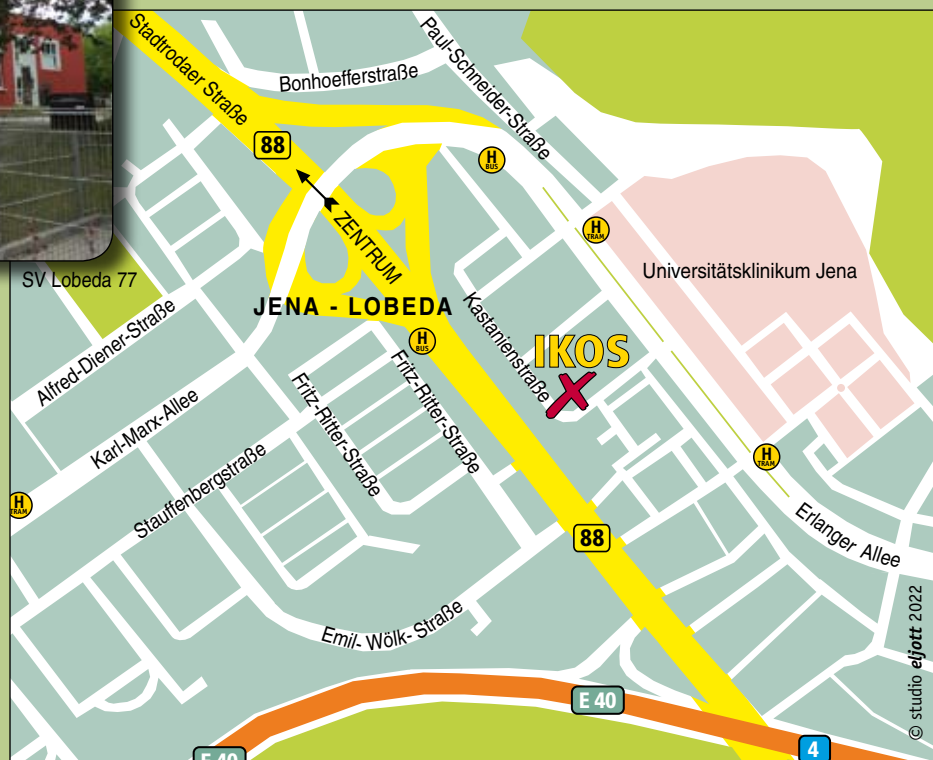 Stadtrodaer Straße
Bonhoefferstraße
Paul-Schneider-Straße
88
H
BUS
H
TRAM
ZENTRUM
Universitätsklinikum Jena
SV Lobeda 77
JENA - LOBEDA
Alfred-Diener-Straße
Kastanienstraße
IKOS
H
BUS
Fritz-Ritter-Straße
Fritz-Ritter-Straße
Karl-Marx-Allee
Stauffenbergstraße
H
TRAM
H
TRAM
88
Erlanger Allee
Emil-Wölk-Straße
E 40
4
E 40
© studio eljott 2022